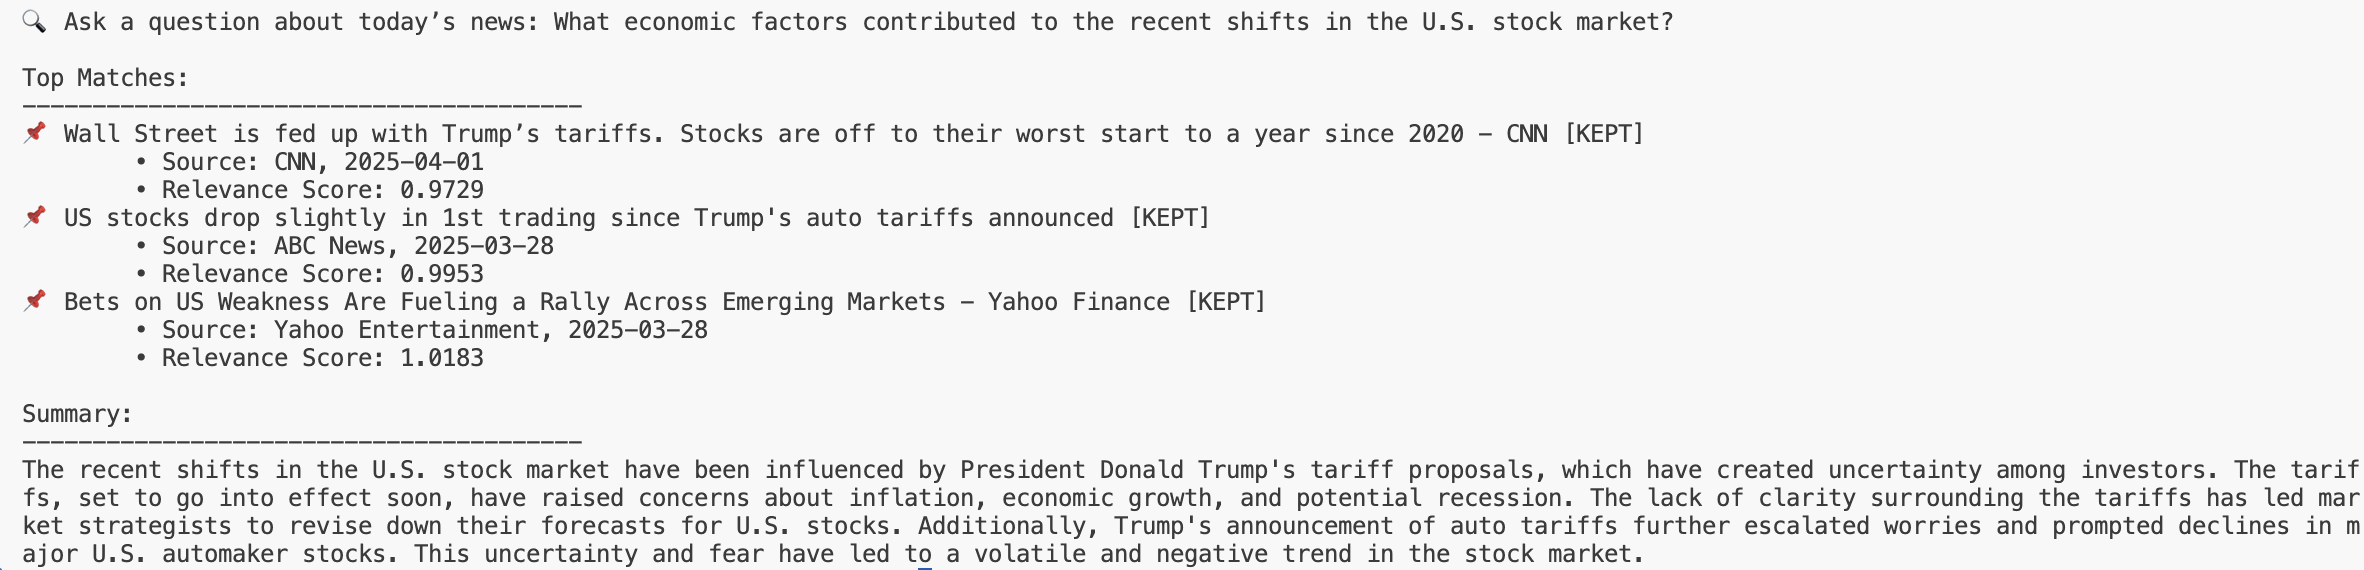 🔍 Ask a question about today’s news: What economic factors contributed to the recent shifts in the U.S. stock market?
Top Matches:
----------------------------------------
📌 Wall Street is fed up with Trump’s tariffs. Stocks are off to their worst start to a year since 2020 - CNN [KEPT]
• Source: CNN, 2025-04-01
• Relevance Score: 0.9729
📌 US stocks drop slightly in 1st trading since Trump's auto tariffs announced [KEPT]
• Source: ABC News, 2025-03-28
• Relevance Score: 0.9953
📌 Bets on US Weakness Are Fueling a Rally Across Emerging Markets - Yahoo Finance [KEPT]
• Source: Yahoo Entertainment, 2025-03-28
• Relevance Score: 1.0183
Summary:
----------------------------------------
The recent shifts in the U.S. stock market have been influenced by President Donald Trump's tariff proposals, which have created uncertainty among investors. The tarif
fs, set to go into effect soon, have raised concerns about inflation, economic growth, and potential recession. The lack of clarity surrounding the tariffs has led mar
ket strategists to revise down their forecasts for U.S. stocks. Additionally, Trump's announcement of auto tariffs further escalated worries and prompted declines in m
ajor U.S. automaker stocks. This uncertainty and fear have led to a volatile and negative trend in the stock market.